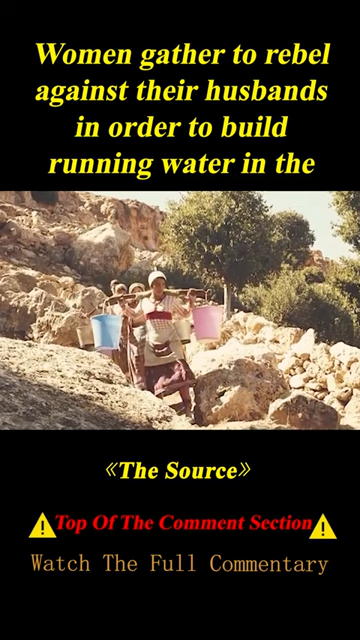 Women gather to rebel
against their husbands
in order to build
running water in the
《The Source》
Top Of The Comment Section
Watch The Full Commentary